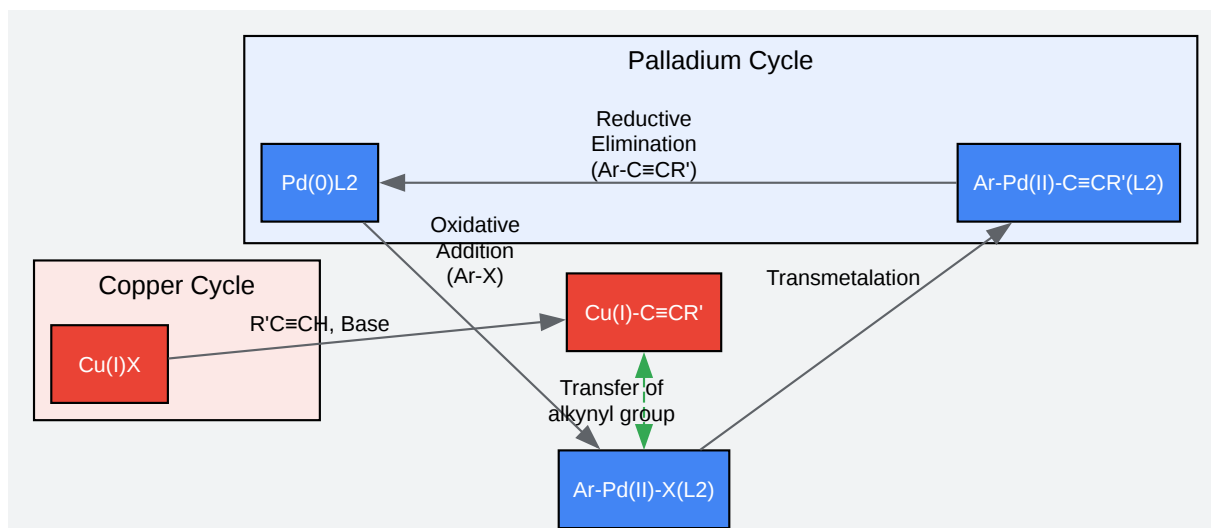 Palladium Cycle
Reductive
Elimination
(Ar-C≡CR')
Pd(0)L2
Ar-Pd(II)-C≡CR'(L2)
Oxidative
Addition
(Ar-X)
Transmetalation
Copper Cycle
Cu(I)-C≡CR'
R'C≡CH, Base
Cu(I)X
Transfer of
alkynyl group
Ar-Pd(II)-X(L2)